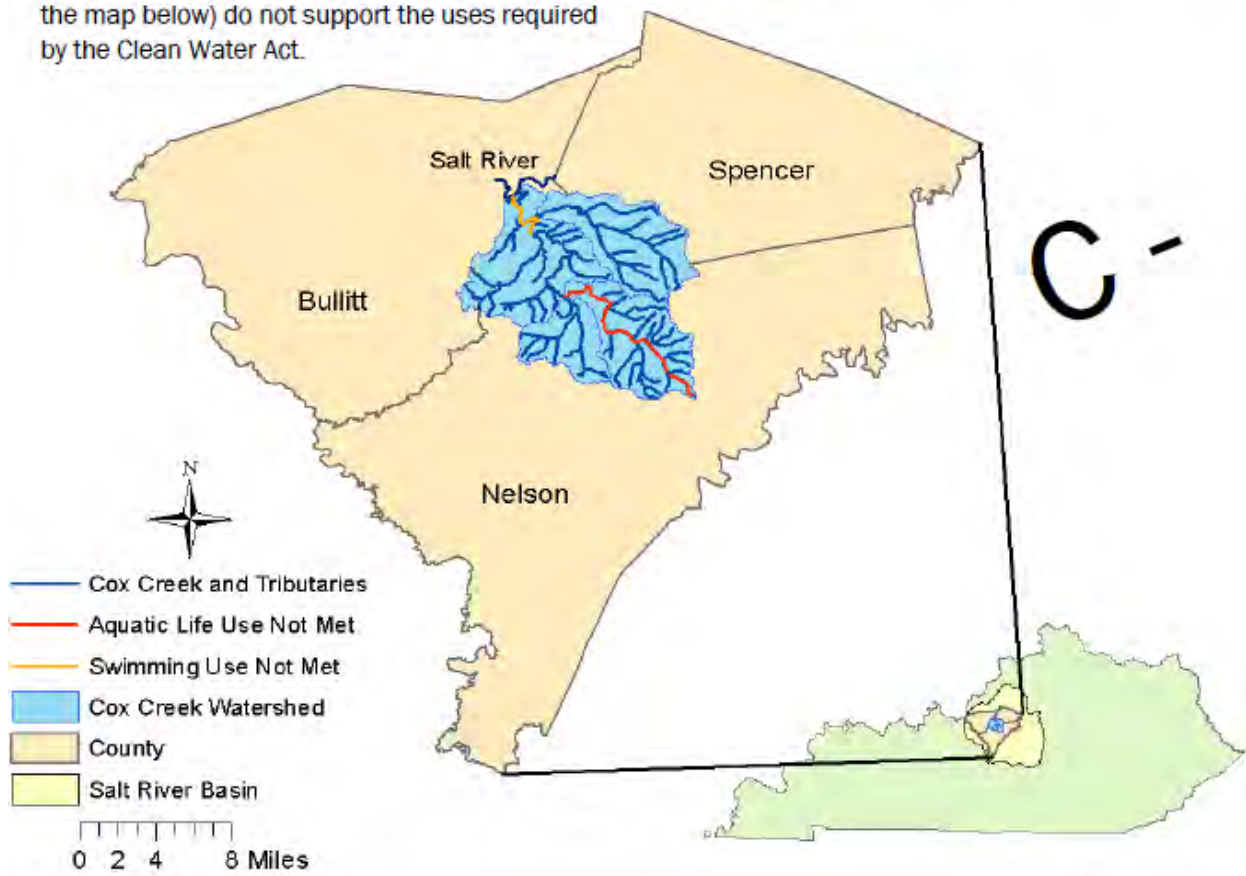 the map below) do not support the uses required
by the Clean Water Act.
Salt River
Spencer
C -
Bullitt
Nelson
N
Cox Creek and Tributaries
Aquatic Life Use Not Met
Swimming Use Not Met
Cox Creek Watershed
County
Salt River Basin
0 2 4 8 Miles